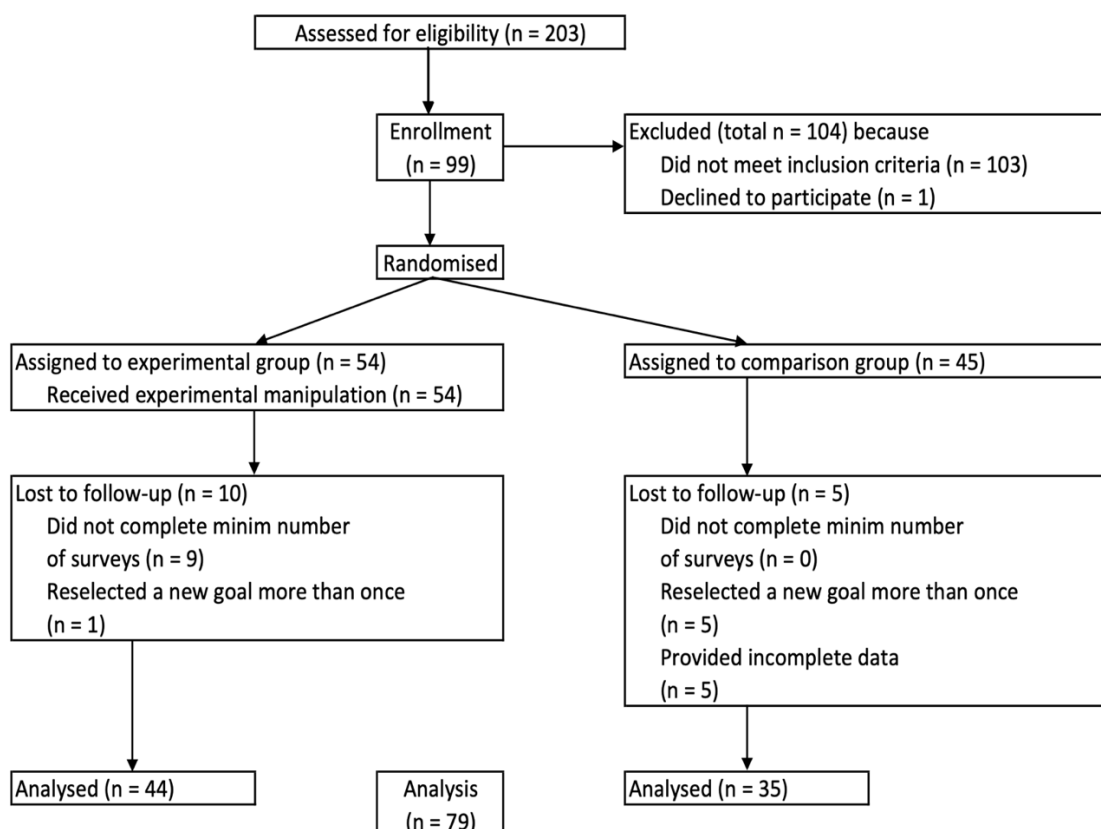 Assessed for eligibility (n = 203)
Enrollment
(n = 99)
Excluded (total n = 104) because
Did not meet inclusion criteria (n = 103)
Declined to participate (n = 1)
Randomised
Assigned to experimental group (n = 54)
Received experimental manipulation (n = 54)
Assigned to comparison group (n = 45)
Lost to follow-up (n = 10)
Did not complete minim number
of surveys (n = 9)
Reselected a new goal more than once
(n = 1)
Lost to follow-up (n = 5)
Did not complete minim number
of surveys (n = 0)
Reselected a new goal more than once
(n = 5)
Provided incomplete data
(n = 5)
Analysed (n = 44)
Analysis
(n = 79)
Analysed (n = 35)